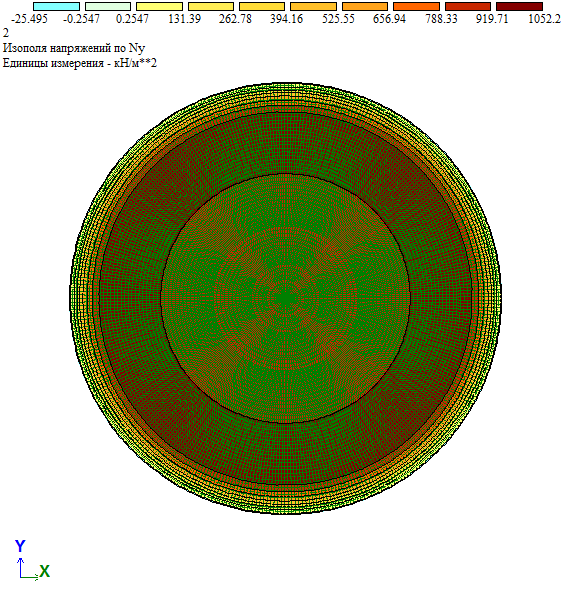 -25.495 -0.2547 0.2547 131.39 262.78 394.16 525.55 656.94 788.33 919.71 1052.2
2
Изополя напряжений по Ny
Единицы измерения - кН/м**2
Y
X